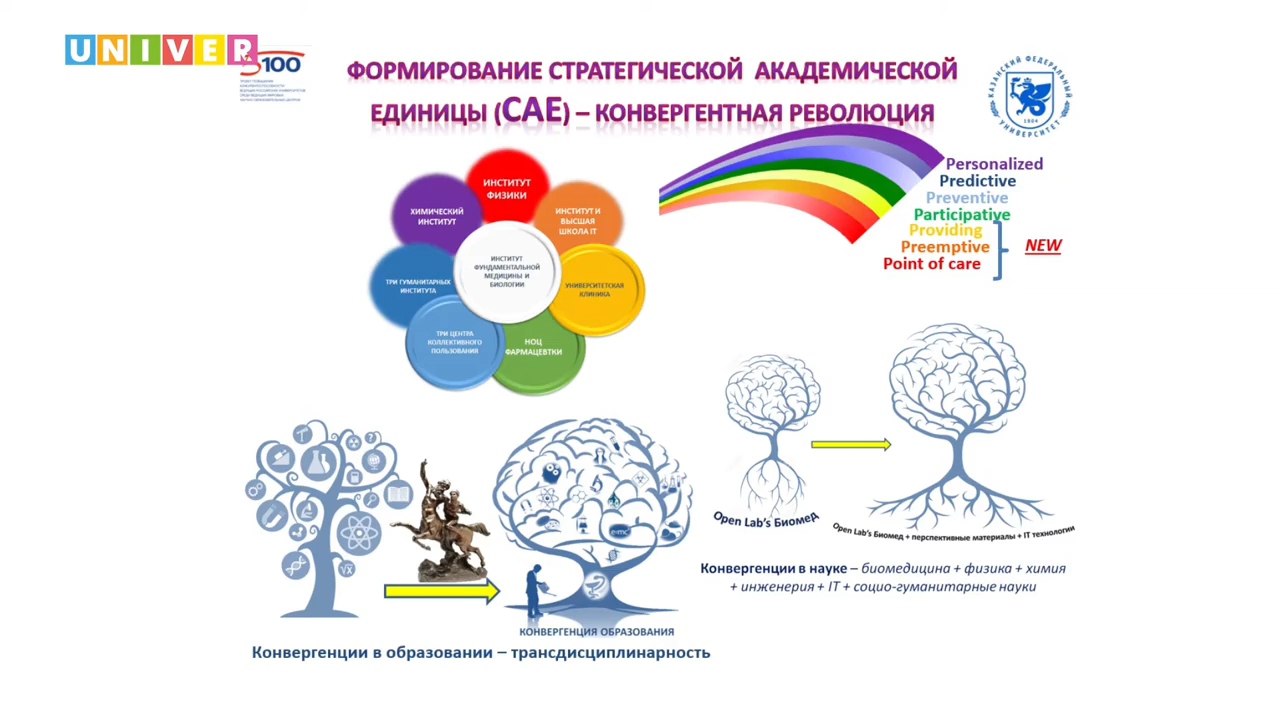 UNIVER
5100
ФОРМИРОВАНИЕ СТРАТЕГИЧЕСКОЙ АКАДЕМИЧЕСКОЙ
ЕДИНИЦЫ (САЕ) – КОНВЕРГЕНТНАЯ РЕВОЛЮЦИЯ
КАЗАНСКИЙ ФЕДЕРАЛЬНЫЙ
УНИВЕРСИТЕТ
1804
ИНСТИТУТ
ФИЗИКИ
ХИМИЧЕСКИЙ
ИНСТИТУТ
ИНСТИТУТ И
ВЫСШАЯ
ШКОЛА IT
ИНСТИТУТ
ФУНДАМЕНТАЛЬНОЙ
МЕДИЦИНЫ И
БИОЛОГИИ
ТРИ ГУМАНИТАРНЫХ
ИНСТИТУТА
УНИВЕРСИТЕТСКАЯ
КЛИНИКА
ТРИ ЦЕНТРА
КОЛЛЕКТИВНОГО
ПОЛЬЗОВАНИЯ
НОЦ
ФАРМАЦЕВТКИ
Personalized
Predictive
Preventive
Participative
Providing
Preemptive
Point of care
NEW
Open Lab's Биомед
Open Lab's Биомед + перспективные материалы + IT технологии
Конвергенции в науке – биомедицина + физика + химия
+ инженерия + IT + социо-гуманитарные науки
КОНВЕРГЕНЦИЯ ОБРАЗОВАНИЯ
Конвергенции в образовании – трансдисциплинарность